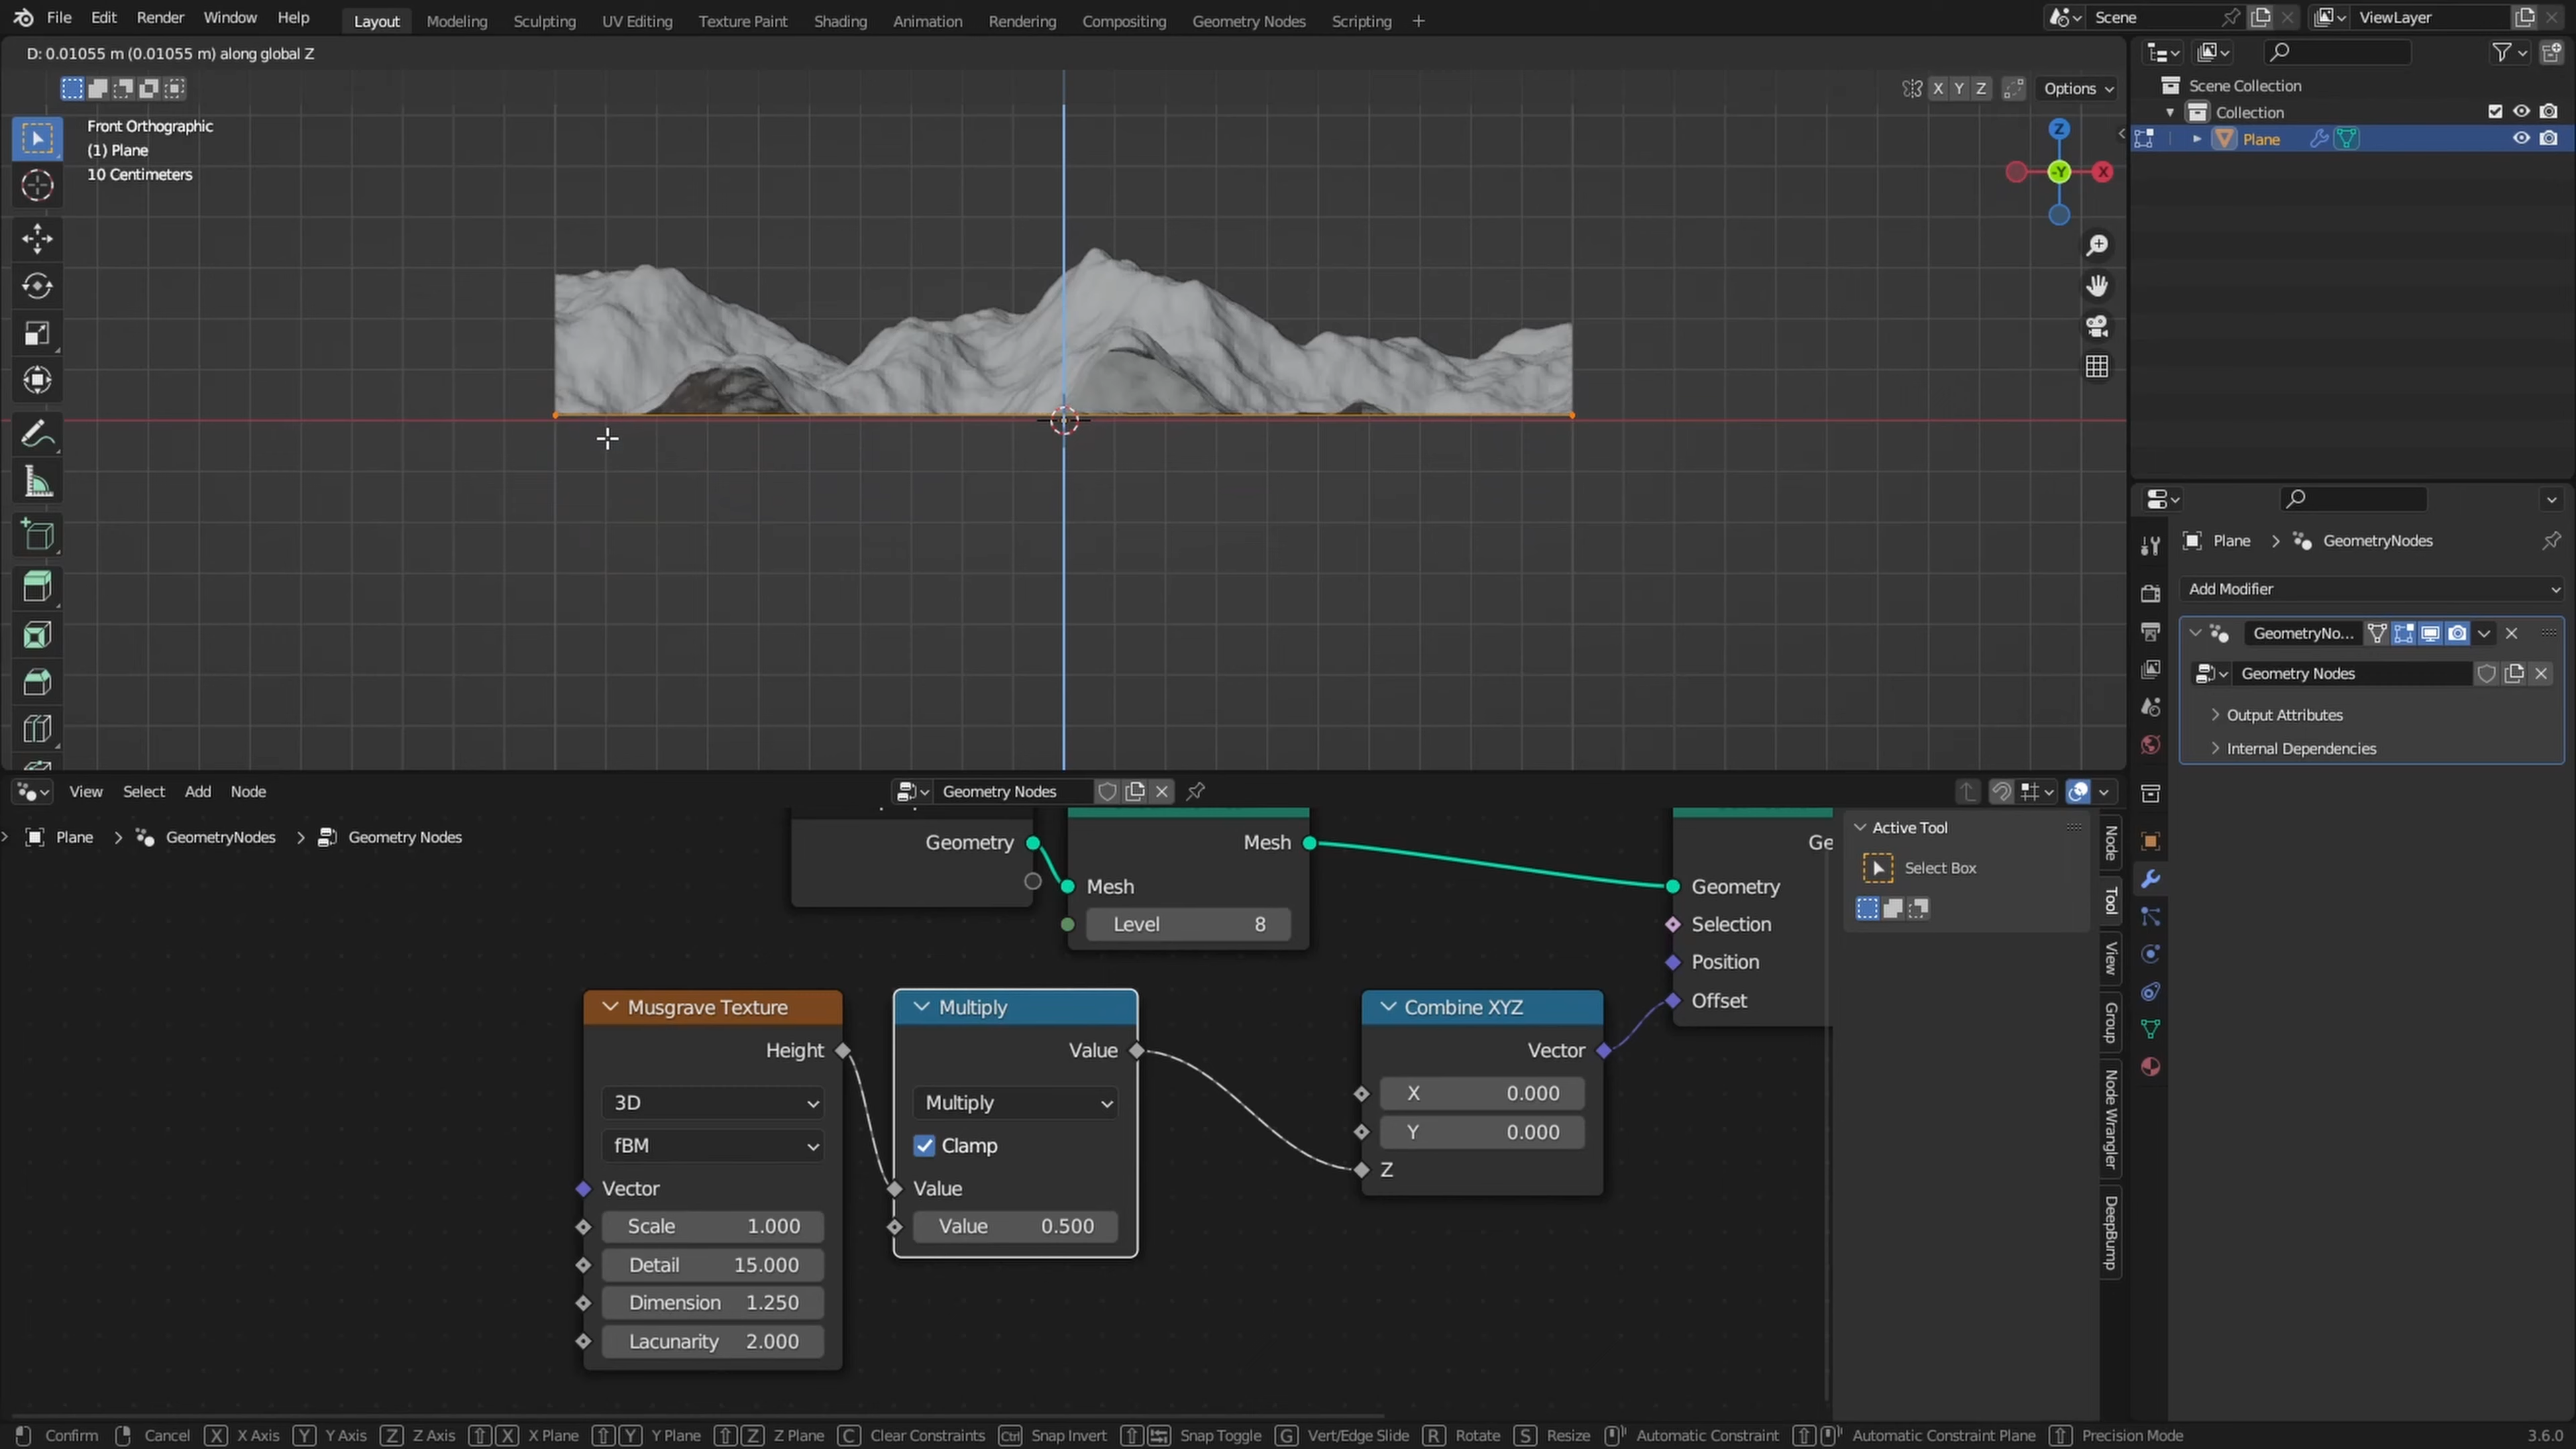 File Edit Render Window Help Layout Modeling Sculpting UV Editing Texture Paint Shading Animation Rendering Compositing Geometry Nodes Scripting + Scene ViewLayer
D: 0.01055 m (0.01055 m) along global Z
X Y Z Options
Front Orthographic
(1) Plane
10 Centimeters
Z
-Y
X
Scene Collection
Collection
Plane
Plane > GeometryNodes
Add Modifier
GeometryNo...
Geometry Nodes
Output Attributes
Internal Dependencies
View Select Add Node Geometry Nodes
Plane > GeometryNodes > Geometry Nodes
Geometry
Mesh
Mesh
Level 8
Ge
Geometry
Selection
Position
Offset
Active Tool
Select Box
Node
Tool
View
Group
Node Wrangler
DeepBump
Musgrave Texture
Height
3D
fBM
Vector
Scale 1.000
Detail 15.000
Dimension 1.250
Lacunarity 2.000
Multiply
Value
Multiply
Clamp
Value
Value 0.500
Combine XYZ
Vector
X 0.000
Y 0.000
Z
Confirm Cancel X X Axis Y Y Axis Z Z Axis X X Plane Y Y Plane Z Z Plane C Clear Constraints Ctrl Snap Invert Snap Toggle G Vert/Edge Slide R Rotate S Resize Automatic Constraint Automatic Constraint Plane Precision Mode 3.6.0